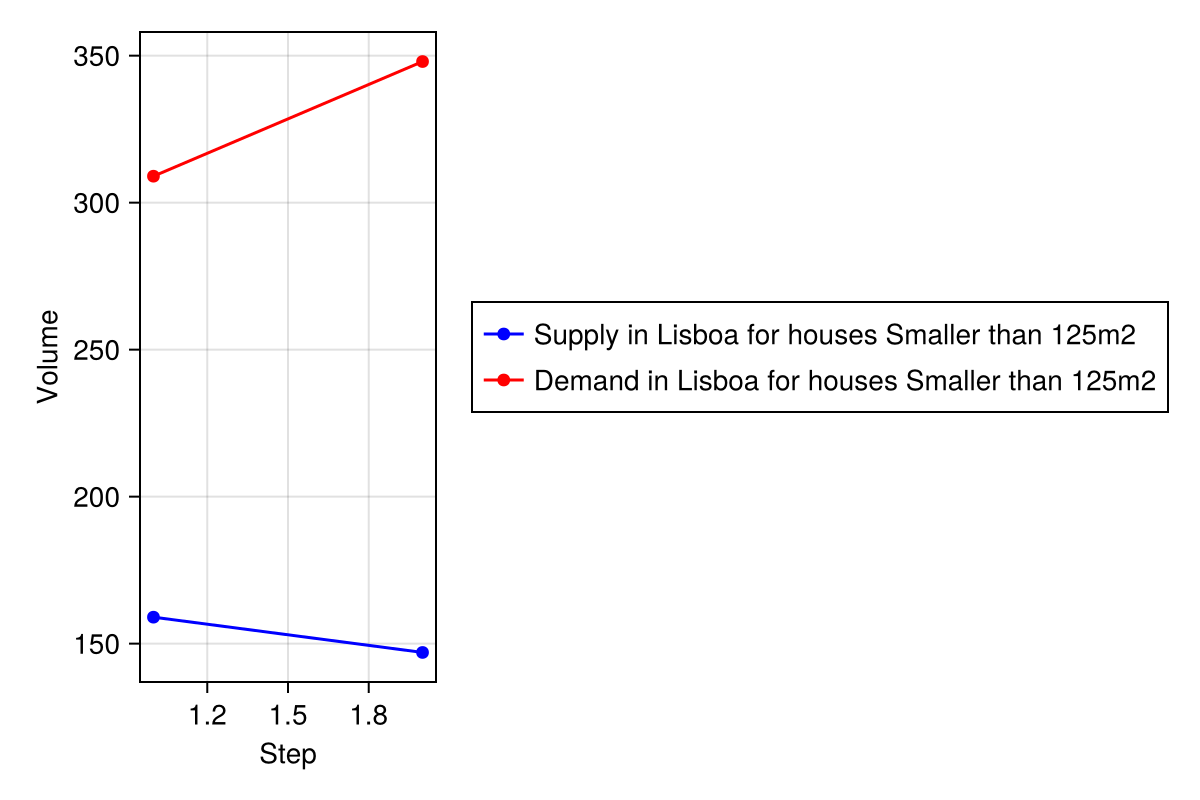 350
300
250
200
150
Volume
1.2 1.5 1.8
Step
Supply in Lisboa for houses Smaller than 125m2
Demand in Lisboa for houses Smaller than 125m2